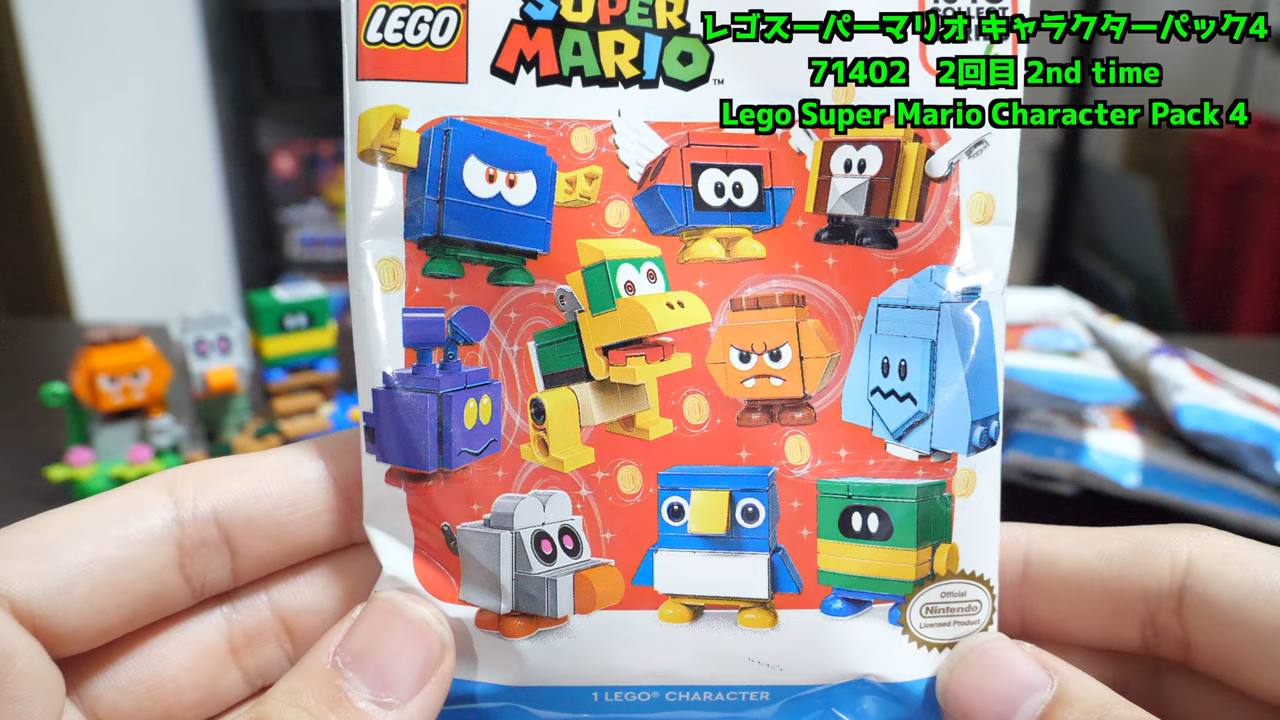 LEGO
SUPER
MARIO™
COLLECT
レゴスーパーマリオ キャラクターパック4
71402　2回目 2nd time
Lego Super Mario Character Pack 4
Official
Nintendo
Licensed Product
1 LEGO® CHARACTER